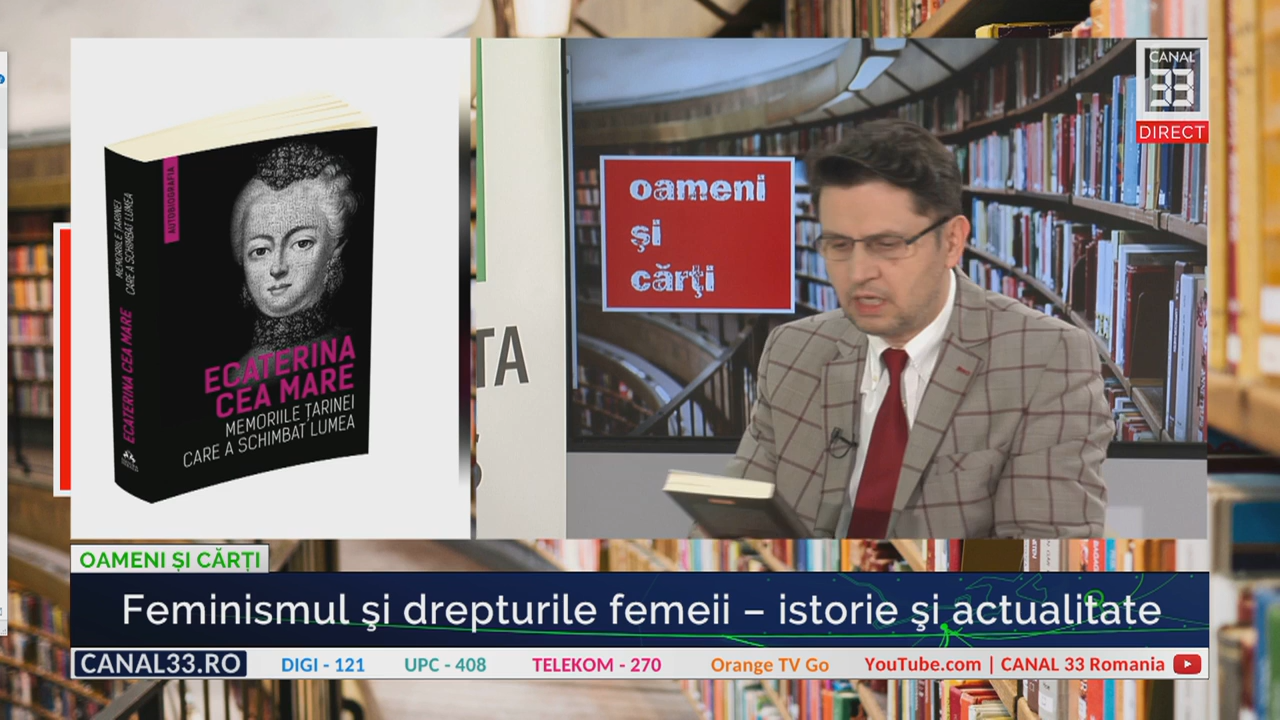 AUTOBIOGRAFIA
MEMORIILE ȚARINEI
CARE A SCHIMBAT LUMEA
ECATERINA CEA MARE
ECATERINA
CEA MARE
MEMORIILE ȚARINEI
CARE A SCHIMBAT LUMEA
TA
oameni
şi
cărţi
CANAL
33
DIRECT
OAMENI ȘI CĂRȚI
Feminismul şi drepturile femeii – istorie şi actualitate
CANAL33.RO DIGI - 121 UPC - 408 TELEKOM - 270 Orange TV Go YouTube.com | CANAL 33 Romania